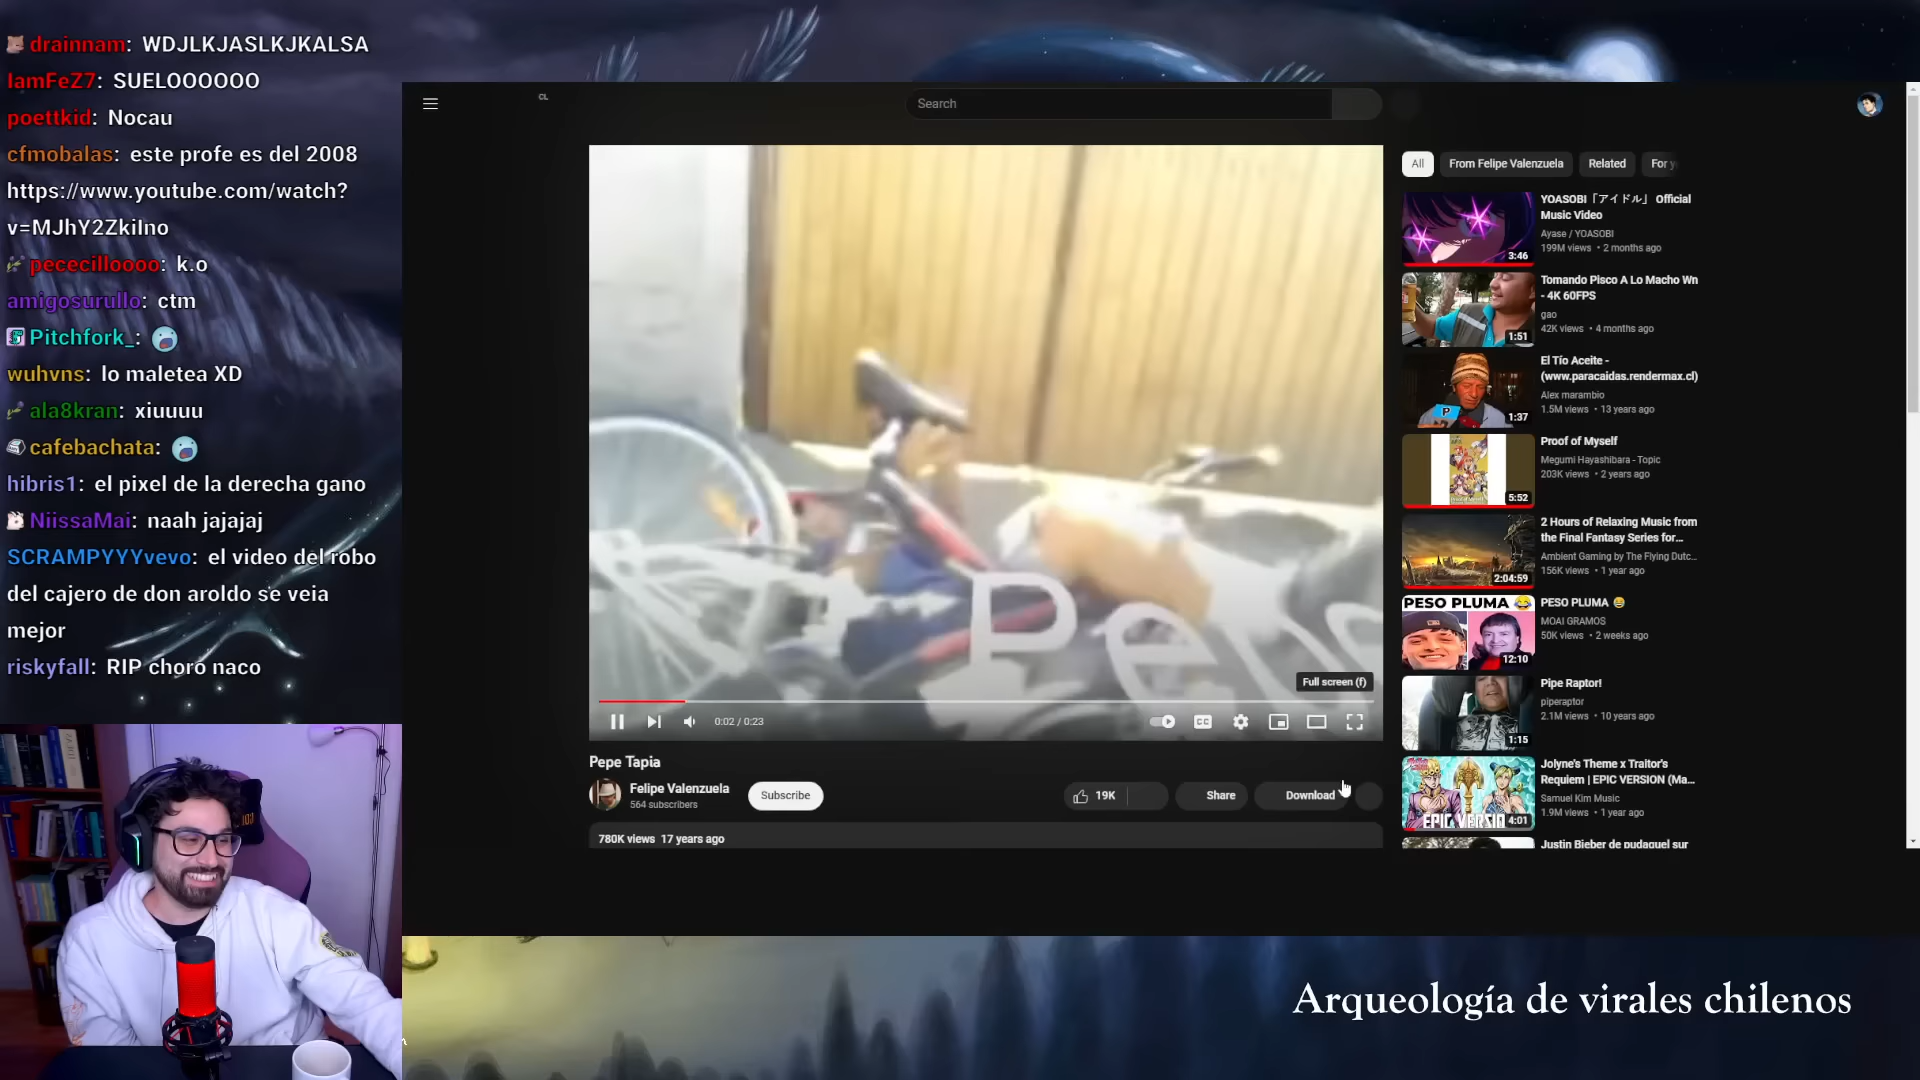 drainnam: WDJLKJASLKJKALSA
IamFeZ7: SUELOOOOOO
poettkid: Nocau
cfmobalas: este profe es del 2008
https://www.youtube.com/watch?
v=MJhY2ZkiIno
pececilloooo: k.o
amigosurullo: ctm
Pitchfork_:
wuhvns: lo maletea XD
ala8kran: xiuuuu
cafebachata:
hibris1: el pixel de la derecha gano
NiissaMai: naah jajajaj
SCRAMPYYYvevo: el video del robo
del cajero de don aroldo se veia
mejor
riskyfall: RIP choro naco
CL
Search
Pe
Full screen (f)
0:02 / 0:23
CC
Pepe Tapia
Felipe Valenzuela
564 subscribers
Subscribe
19K
Share
Download
780K views 17 years ago
All
From Felipe Valenzuela
Related
For y
YOASOBI「アイドル」 Official
Music Video
Ayase / YOASOBI
199M views • 2 months ago
3:46
Tomando Pisco A Lo Macho Wn
- 4K 60FPS
gao
42K views • 4 months ago
1:51
El Tío Aceite -
(www.paracaidas.rendermax.cl)
Alex marambio
1.5M views • 13 years ago
P
1:37
Proof of Myself
Megumi Hayashibara - Topic
203K views • 2 years ago
5:52
2 Hours of Relaxing Music from
the Final Fantasy Series for...
Ambient Gaming by The Flying Dutc...
156K views • 1 year ago
2:04:59
PESO PLUMA
PESO PLUMA
MOAI GRAMOS
50K views • 2 weeks ago
12:10
Pipe Raptor!
piperaptor
2.1M views • 10 years ago
1:15
Jolyne's Theme x Traitor's
Requiem | EPIC VERSION (Ma...
Samuel Kim Music
1.9M views • 1 year ago
EPIC VERSION
4:01
Justin Bieber de pudaguel sur
Arqueología de virales chilenos